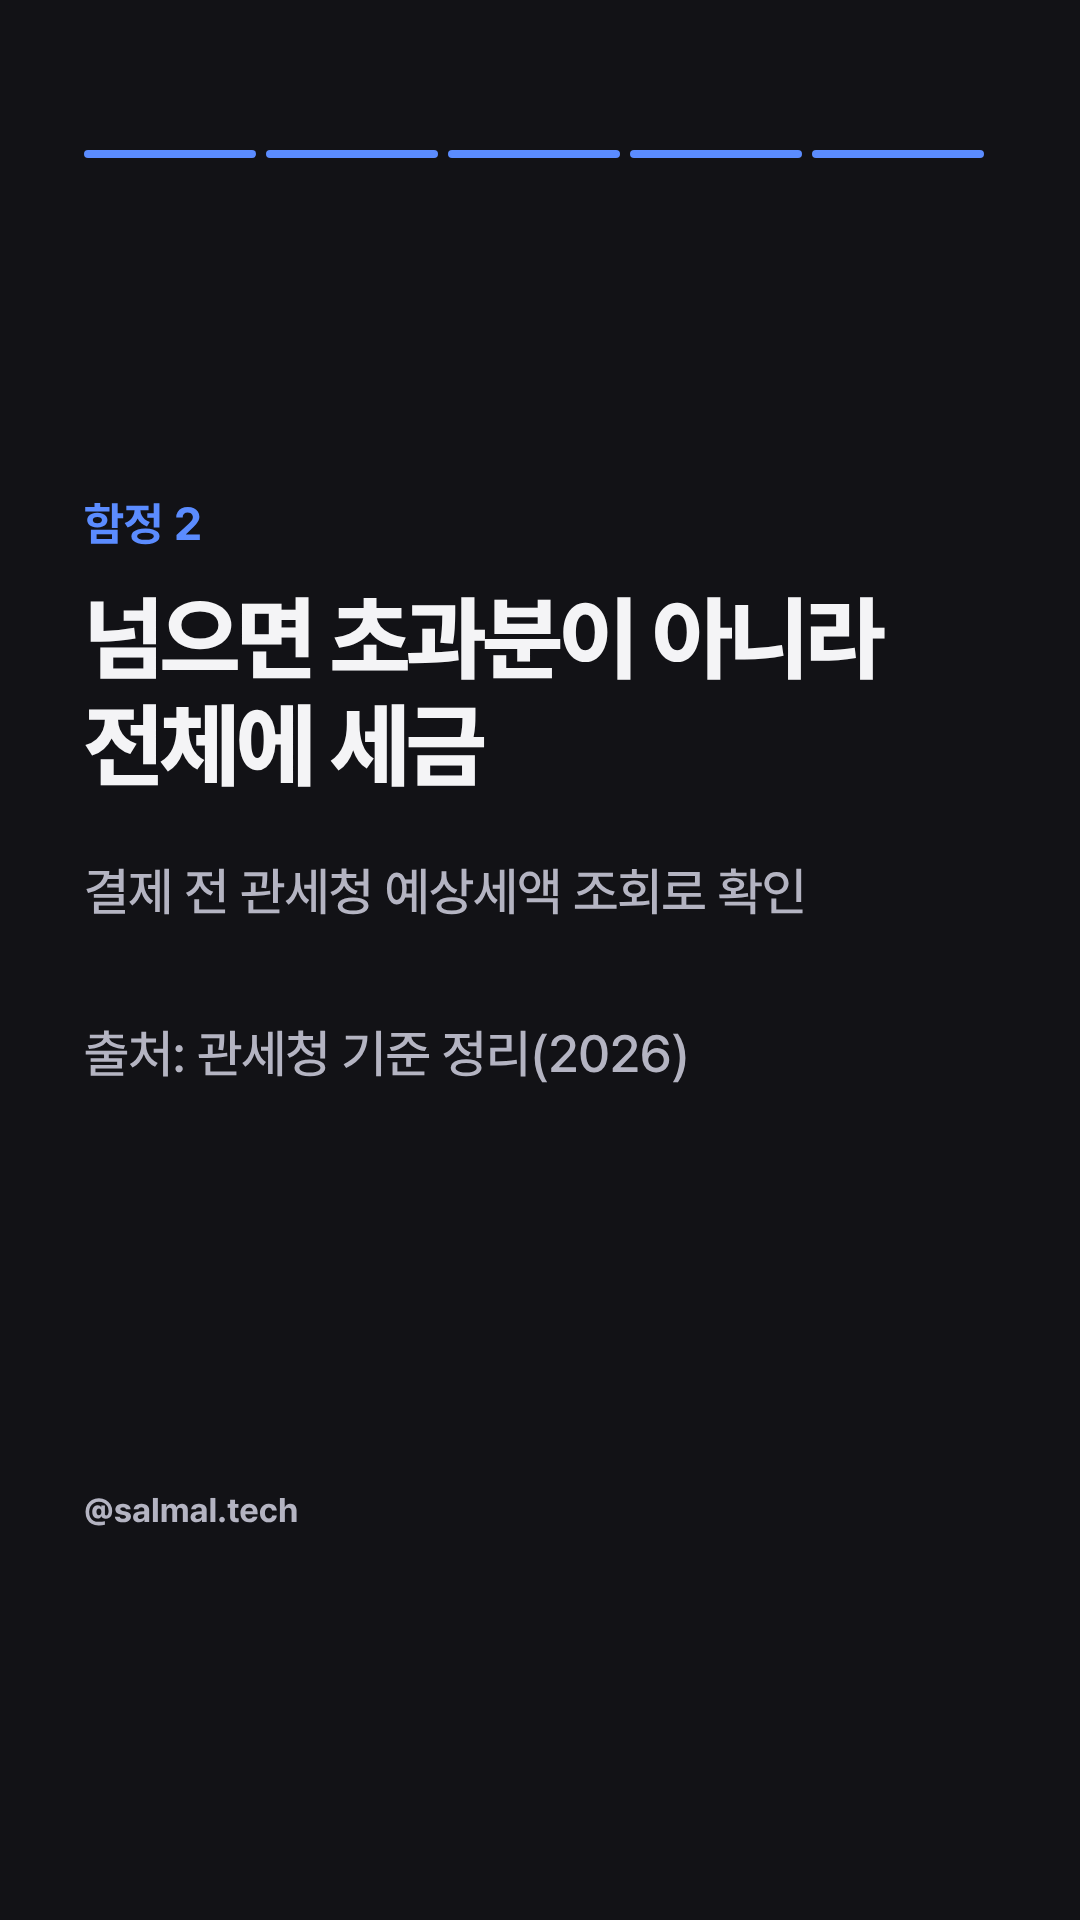 함정 2
넘으면 초과분이 아니라
전체에 세금
결제 전 관세청 예상세액 조회로 확인
출처: 관세청 기준 정리(2026)
@salmal.tech